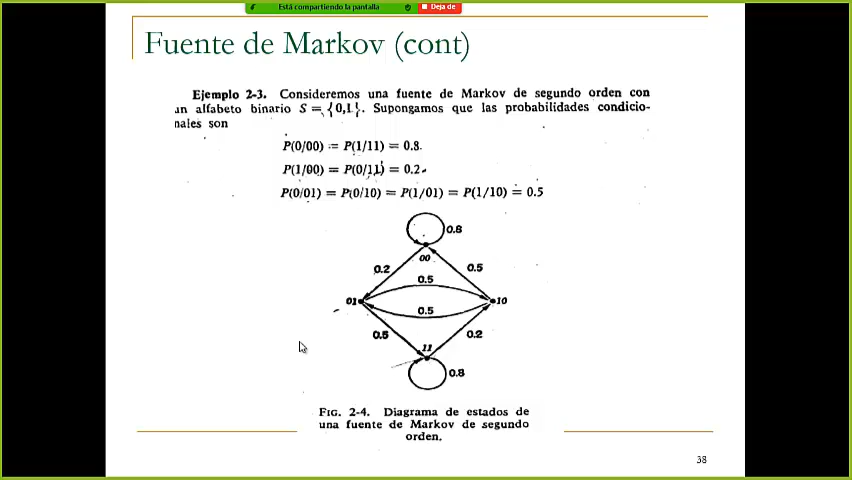 Está compartiendo la pantalla
Deja de
Fuente de Markov (cont)
Ejemplo 2-3. Consideremos una fuente de Markov de segundo orden con
un alfabeto binario S = {0,1}. Supongamos que las probabilidades condicio-
nales son
P(0/00) = P(1/11) = 0.8.
P(1/00) = P(0/11) = 0.2
P(0/01) = P(0/10) = P(1/01) = P(1/10) = 0.5
0.8
00
0.2
0.5
0.5
01
10
0.5
0.5
0.2
11
0.8
FIG. 2-4. Diagrama de estados de
una fuente de Markov de segundo
orden.
38